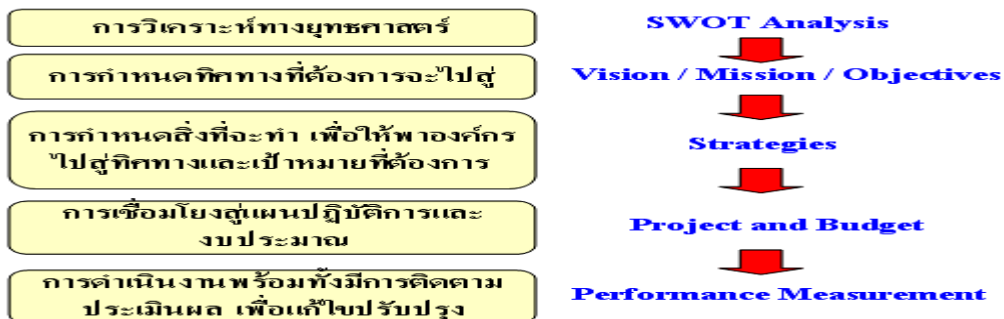 การวิเคราะห์ทางยุทธศาสตร์
SWOT Analysis
การกำหนดทิศทางที่ต้องการจะไปสู่
Vision / Mission / Objectives
การกำหนดสิ่งที่จะทำ เพื่อให้พาองค์กร
ไปสู่ทิศทางและเป้าหมายที่ต้องการ
Strategies
การเชื่อมโยงสู่แผนปฏิบัติการและ
งบประมาณ
Project and Budget
การดำเนินงานพร้อมทั้งมีการติดตาม
ประเมินผล เพื่อแก้ไขปรับปรุง
Performance Measurement